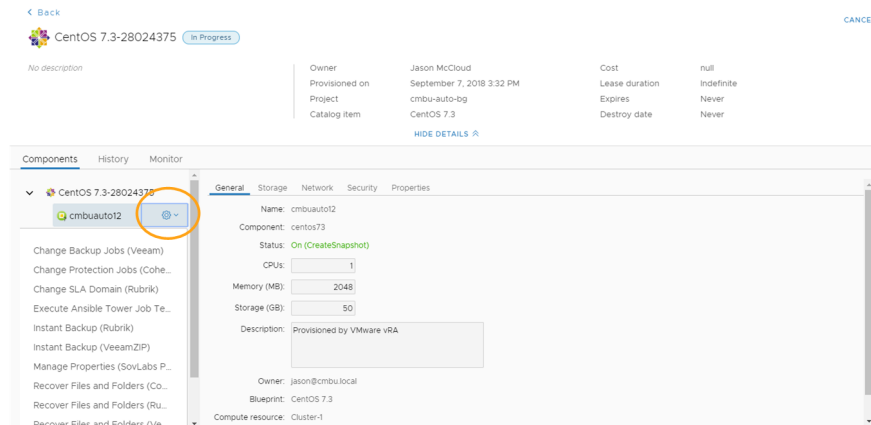 Back
CANCE
CentOS 7.3-28024375 In Progress
No description
Owner Jason McCloud Cost null
Provisioned on September 7, 2018 3:32 PM Lease duration Indefinite
Project cmbu-auto-bg Expires Never
Catalog item CentOS 7.3 Destroy date Never
HIDE DETAILS
Components History Monitor
CentOS 7.3-28024375
cmbuauto12
Change Backup Jobs (Veeam)
Change Protection Jobs (Cohe...
Change SLA Domain (Rubrik)
Execute Ansible Tower Job Te...
Instant Backup (Rubrik)
Instant Backup (VeeamZIP)
Manage Properties (SovLabs P...
Recover Files and Folders (Co...
Recover Files and Folders (Ru...
Recover Files and Folders (Ve...
General Storage Network Security Properties
Name: cmbuauto12
Component: centos73
Status: On (CreateSnapshot)
CPUs: 1
Memory (MB): 2048
Storage (GB): 50
Description: Provisioned by VMware vRA
Owner: jason@cmbu.local
Blueprint: CentOS 7.3
Compute resource: Cluster-1